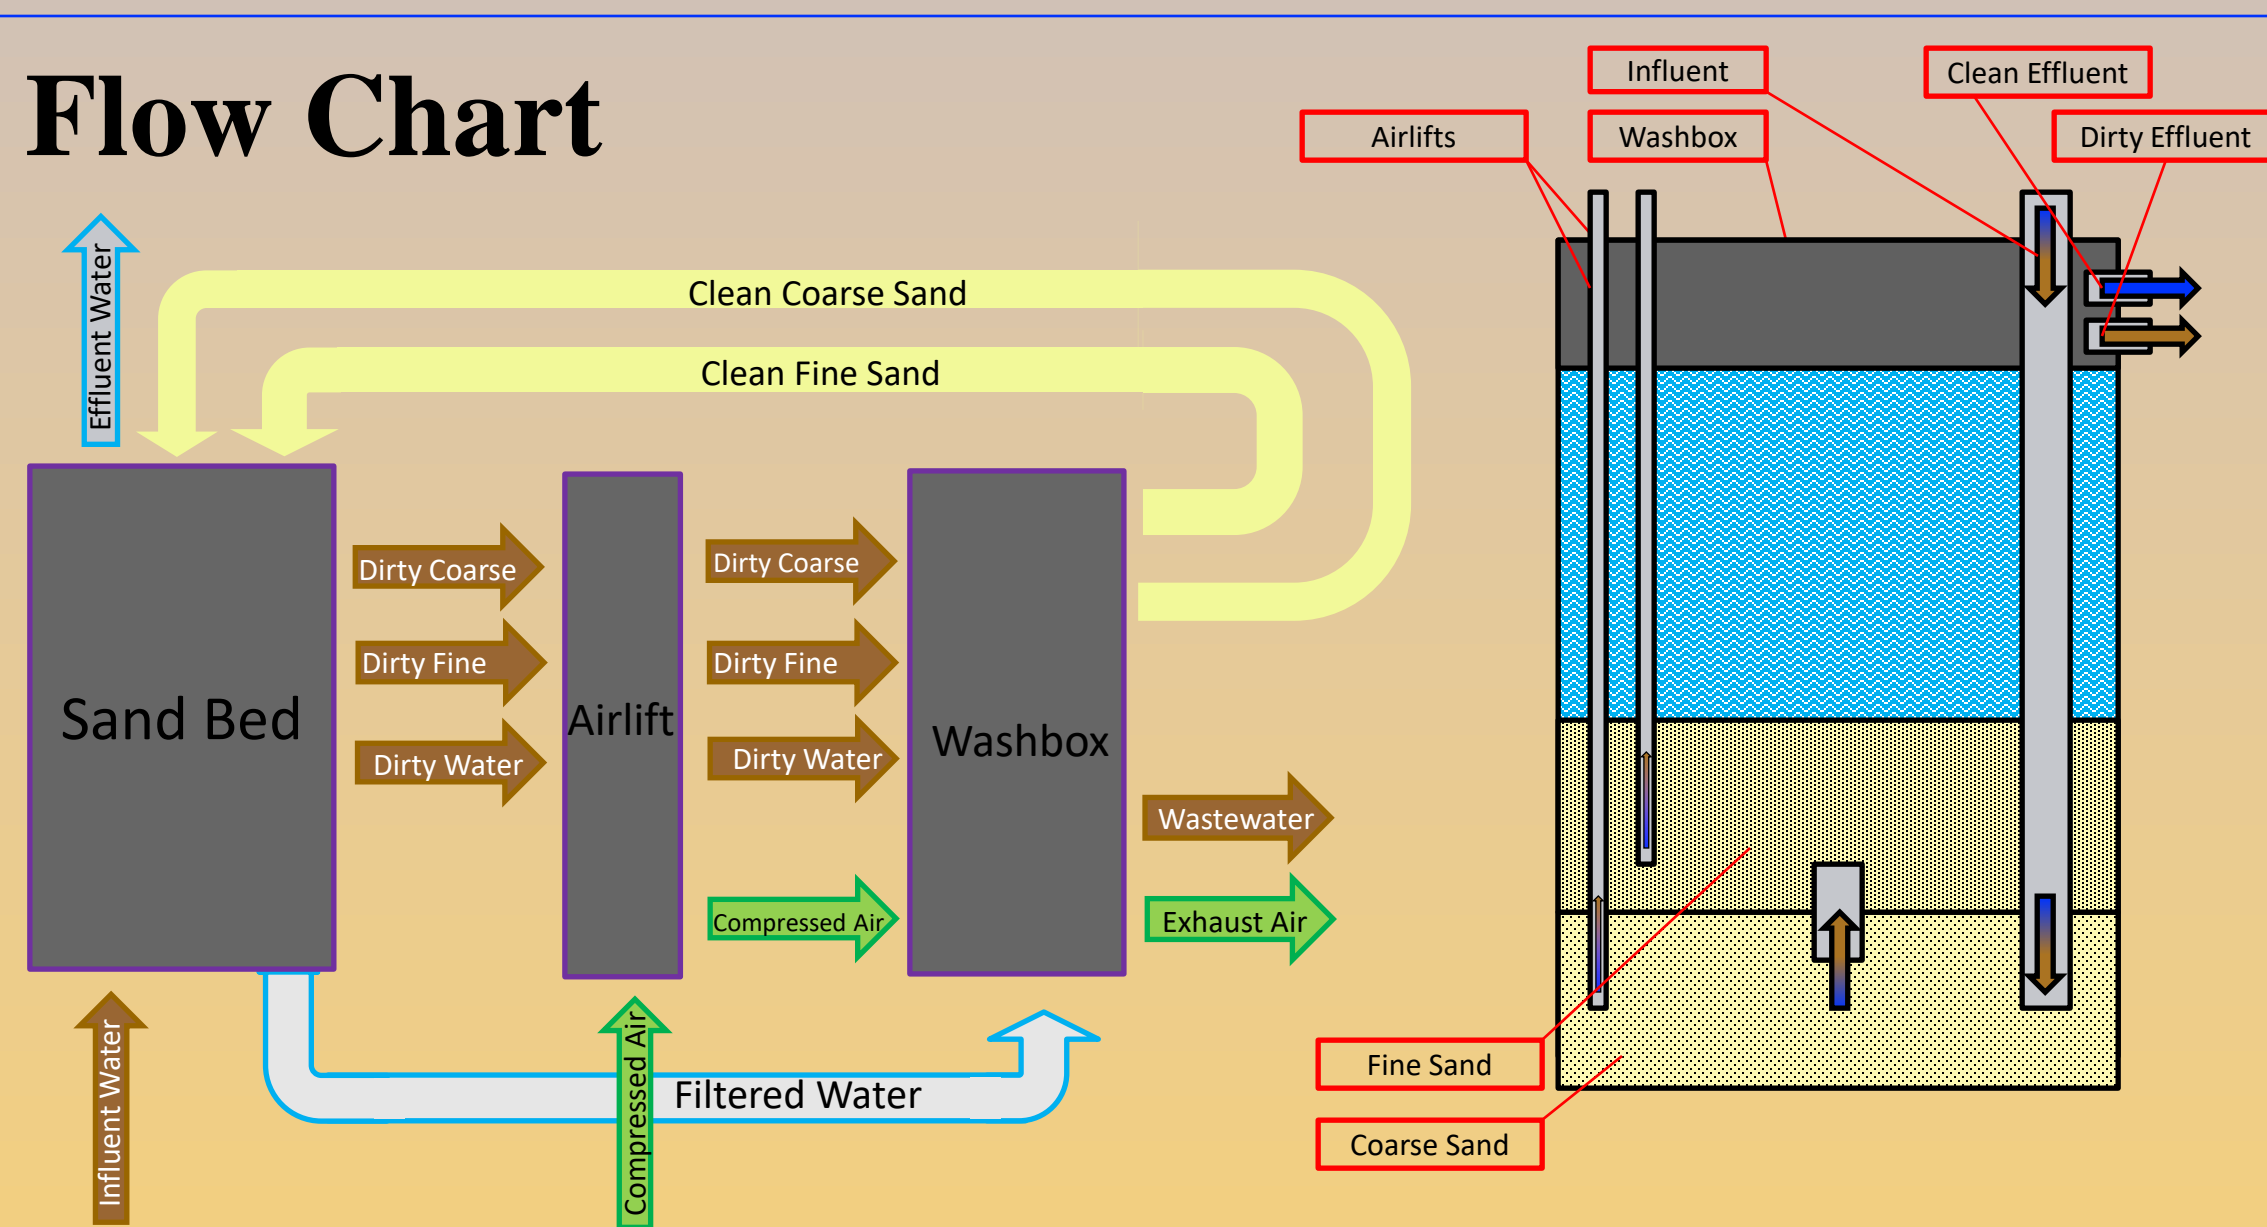 Flow Chart
Influent
Clean Effluent
Airlifts
Washbox
Dirty Effluent
Effluent Water
Clean Coarse Sand
Clean Fine Sand
Dirty Coarse
Dirty Coarse
Dirty Fine
Dirty Fine
Sand Bed
Airlift
Washbox
Dirty Water
Dirty Water
Wastewater
Compressed Air
Exhaust Air
Influent Water
Compressed Air
Filtered Water
Fine Sand
Coarse Sand